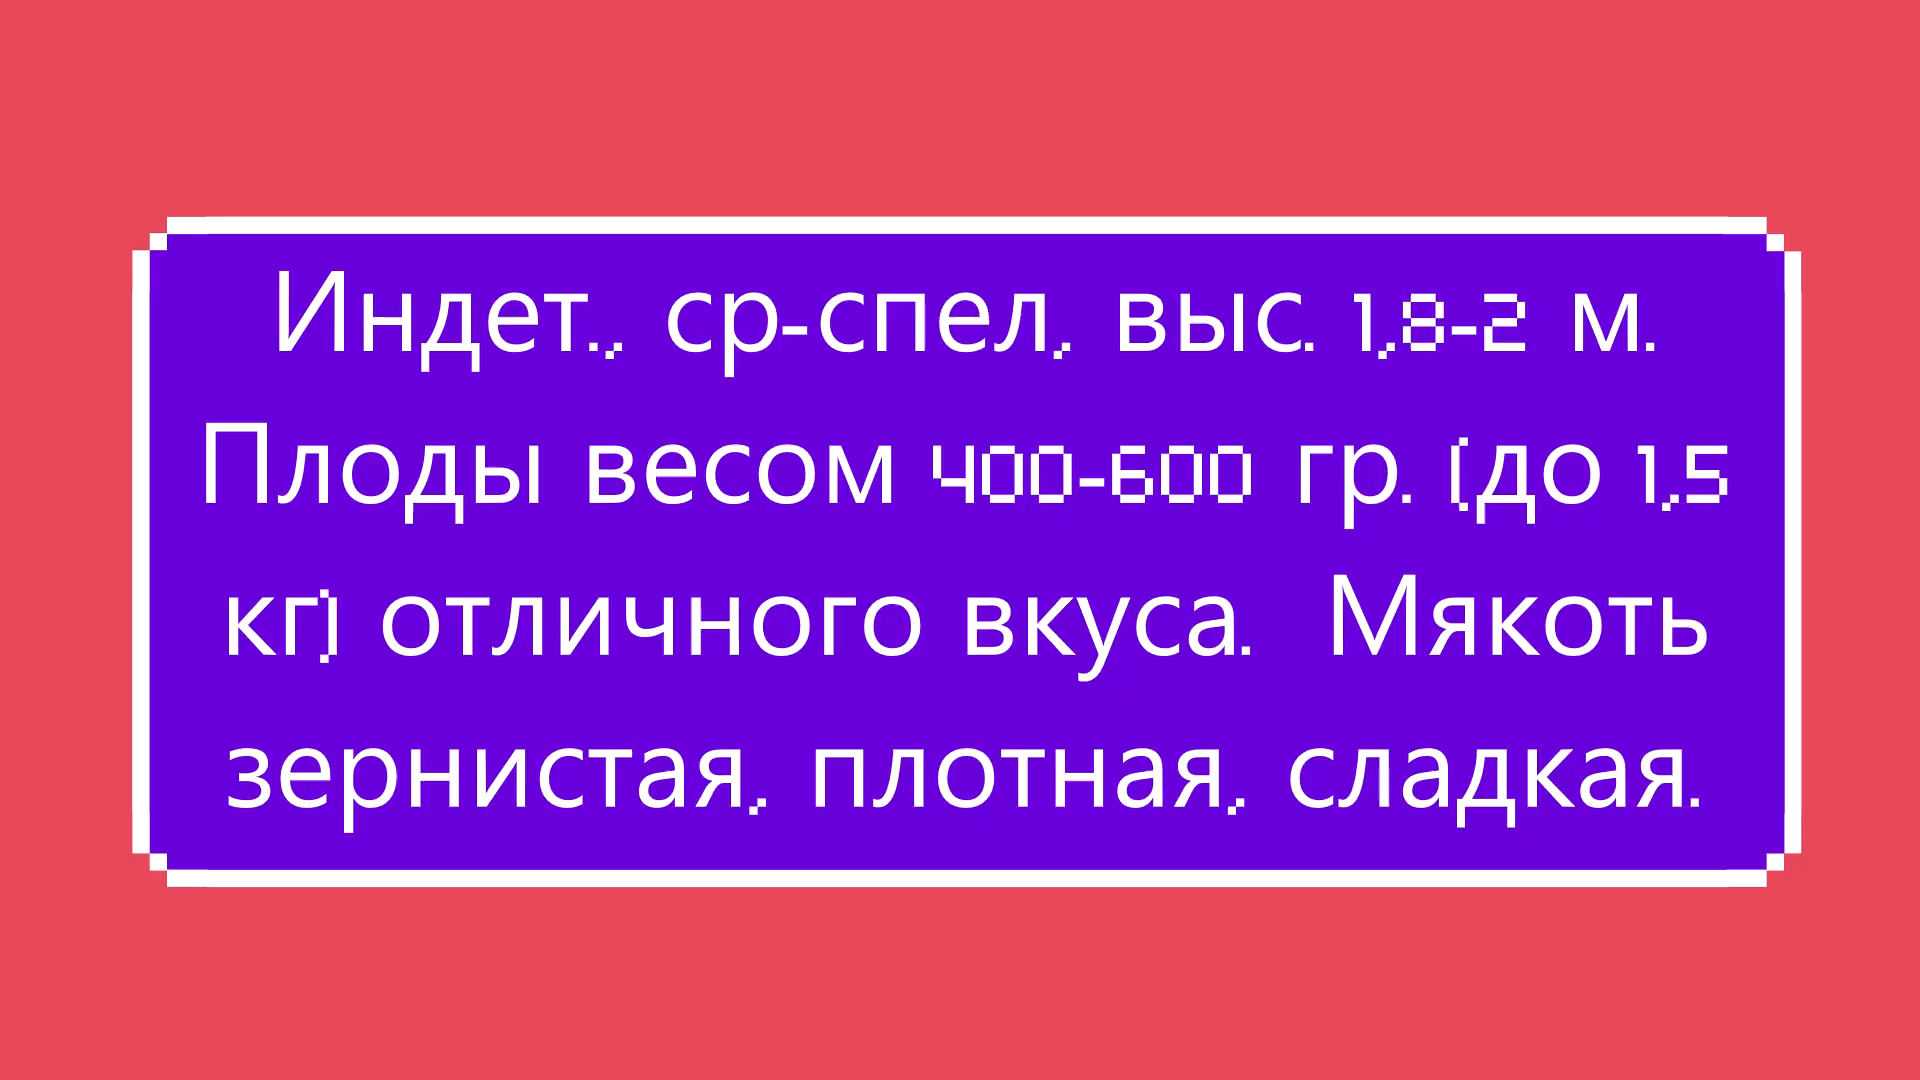 Индет., ср-спел, выс. 1,8-2 м.
Плоды весом 400-600 гр. (до 1,5
кг) отличного вкуса.  Мякоть
зернистая, плотная, сладкая.